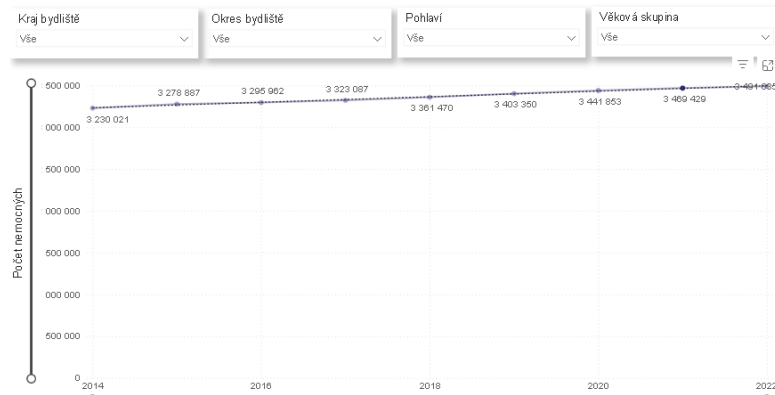 Kraj bydliště
Okres bydliště
Pohlaví
Věková skupina
Vše
Vše
Vše
Vše
500 000
3 278 887
3 295 962
3 323 087
3 230 021
3 361 470
3 403 350
3 441 853
3 469 429
000 000
500 000
000 000
500 000
000 000
500 000
0
Počet nemocných
2014
2016
2018
2020
2022